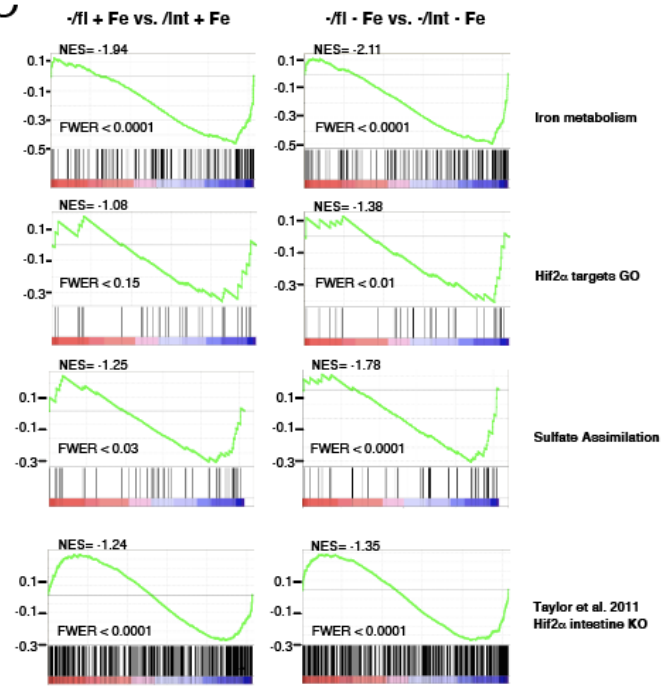 -/fl + Fe vs. /Int + Fe
-/fl - Fe vs. -/Int - Fe
NES= -1.94
0.1
-0.1
-0.3
-0.5
FWER < 0.0001
NES= -2.11
0.1
-0.1
-0.3
-0.5
FWER < 0.0001
Iron metabolism
NES= -1.08
0.1
-0.1
-0.3
FWER < 0.15
NES= -1.38
0.1
-0.1
-0.3
FWER < 0.01
Hif2α targets GO
NES= -1.25
0.1
-0.1
-0.3
FWER < 0.03
NES= -1.78
0.1
-0.1
-0.3
FWER < 0.0001
Sulfate Assimilation
NES= -1.24
0.1
-0.1
-0.3
FWER < 0.0001
NES= -1.35
0.1
-0.1
-0.3
FWER < 0.0001
Taylor et al. 2011
Hif2α intestine KO